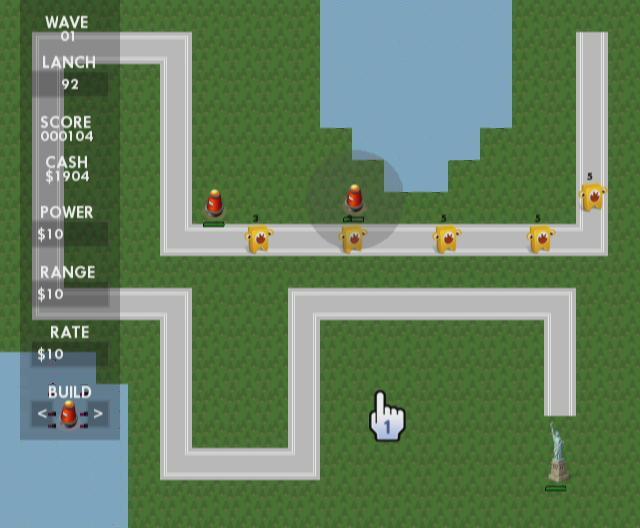 WAVE
01
LANCH
92
SCORE
000104
CASH
$1904
POWER
$10
RANGE
$10
RATE
$10
BUILD
< >
5
3
5
5
1